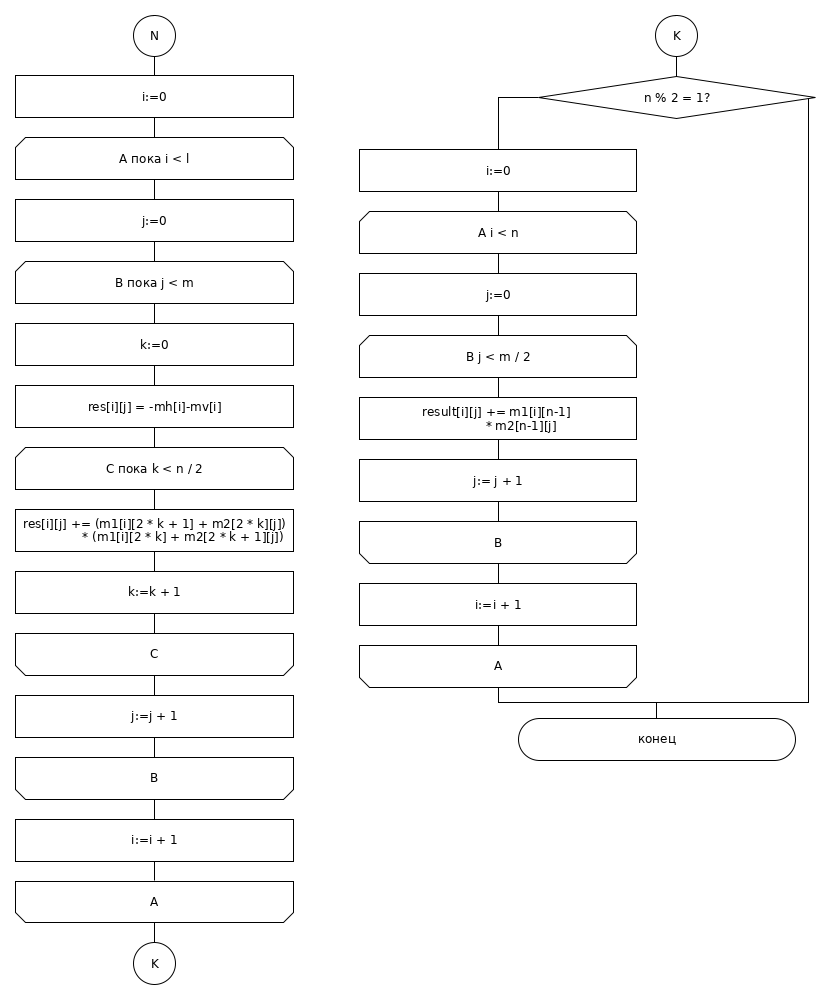 N
i:=0
A пока i < l
j:=0
B пока j < m
k:=0
res[i][j] = -mh[i]-mv[i]
C пока k < n / 2
res[i][j] += (m1[i][2 * k + 1] + m2[2 * k][j])
* (m1[i][2 * k] + m2[2 * k + 1][j])
k:=k + 1
C
j:=j + 1
B
i:=i + 1
A
K
K
n % 2 = 1?
i:=0
A i < n
j:=0
B j < m / 2
result[i][j] += m1[i][n-1]
* m2[n-1][j]
j:= j + 1
B
i:=i + 1
A
конец